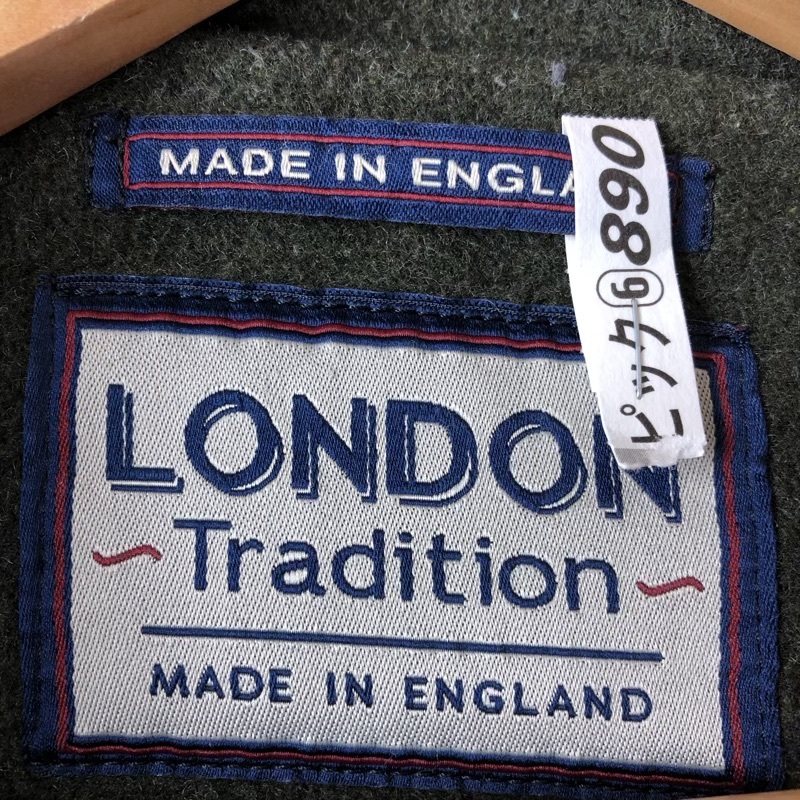 MADE IN ENGLA
ピック⑥890
LONDON
Tradition
MADE IN ENGLAND